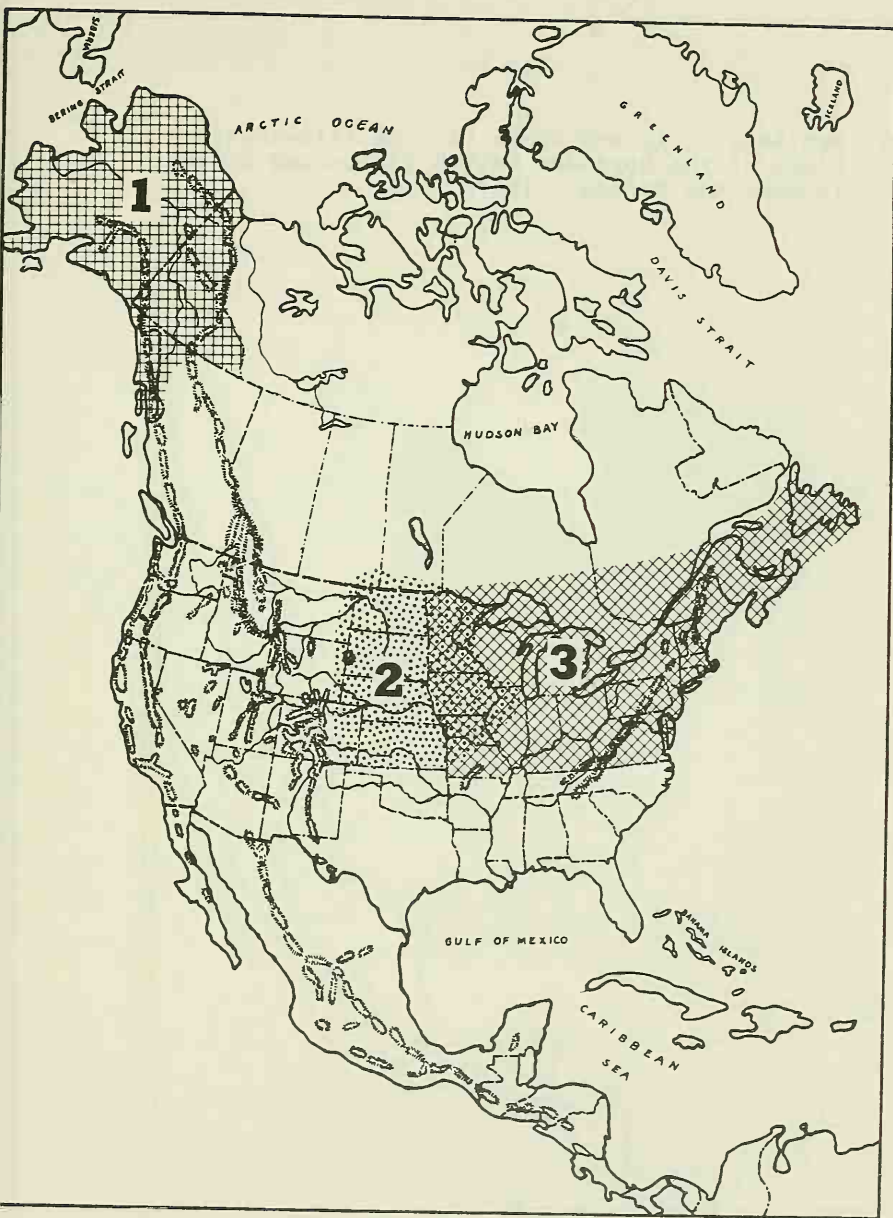 SIBERIA
BERING STRAIT
ARCTIC OCEAN
GREENLAND
ICELAND
1
DAVIS STRAIT
HUDSON BAY
2
3
GULF OF MEXICO
BAHAMA ISLANDS
CARIBBEAN
SEA